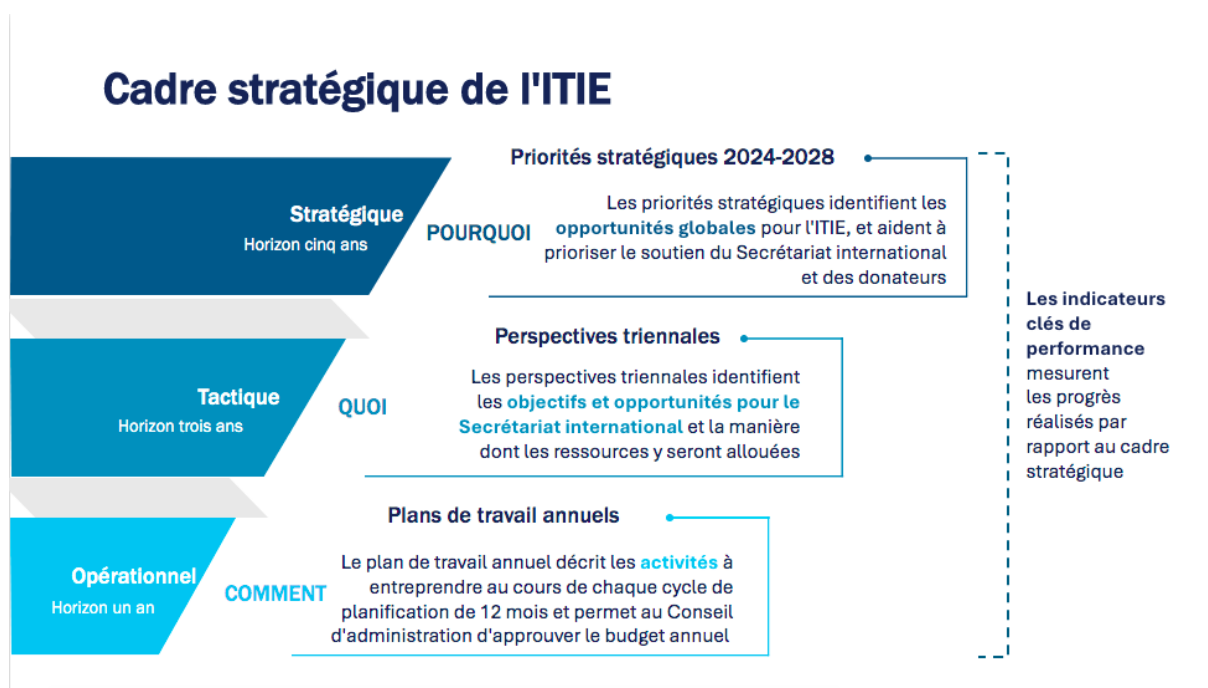 Cadre stratégique de l'ITIE
Priorités stratégiques 2024-2028
Stratégique
Horizon cinq ans
POURQUOI
Les priorités stratégiques identifient les
opportunités globales pour l'ITIE, et aident à
prioriser le soutien du Secrétariat international
et des donateurs
Perspectives triennales
Tactique
Horizon trois ans
QUOI
Les perspectives triennales identifient
les objectifs et opportunités pour le
Secrétariat international et la manière
dont les ressources y seront allouées
Plans de travail annuels
Opérationnel
Horizon un an
COMMENT
Le plan de travail annuel décrit les activités à
entreprendre au cours de chaque cycle de
planification de 12 mois et permet au Conseil
d'administration d'approuver le budget annuel
Les indicateurs
clés de
performance
mesurent
les progrès
réalisés par
rapport au cadre
stratégique